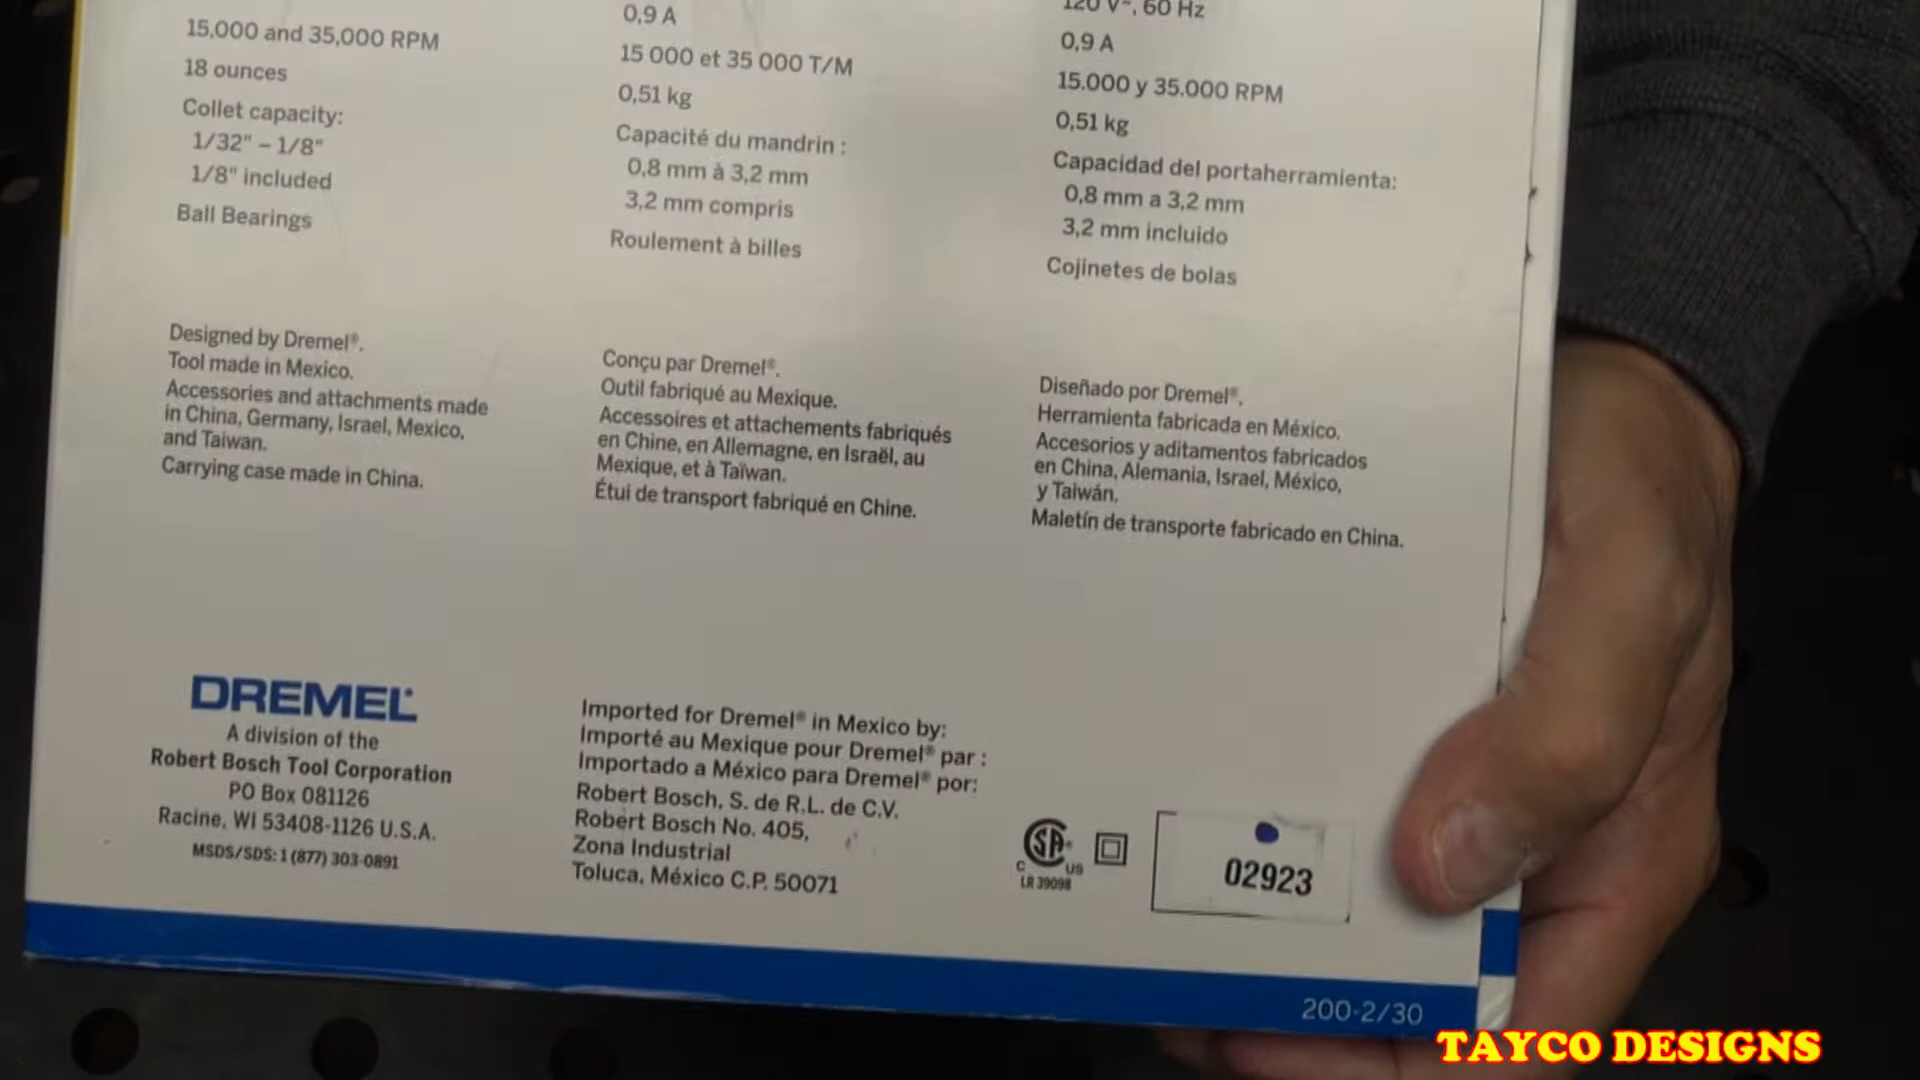 15,000 and 35,000 RPM
18 ounces
Collet capacity:
1/32" – 1/8"
1/8" included
Ball Bearings
0,9 A
15 000 et 35 000 T/M
0,51 kg
Capacité du mandrin :
0,8 mm à 3,2 mm
3,2 mm compris
Roulement à billes
120 V~, 60 Hz
0,9 A
15.000 y 35.000 RPM
0,51 kg
Capacidad del portaherramienta:
0,8 mm a 3,2 mm
3,2 mm incluido
Cojinetes de bolas
Designed by Dremel®.
Tool made in Mexico.
Accessories and attachments made
in China, Germany, Israel, Mexico,
and Taiwan.
Carrying case made in China.
Conçu par Dremel®.
Outil fabriqué au Mexique.
Accessoires et attachements fabriqués
en Chine, en Allemagne, en Israël, au
Mexique, et à Taïwan.
Étui de transport fabriqué en Chine.
Diseñado por Dremel®.
Herramienta fabricada en México.
Accesorios y aditamentos fabricados
en China, Alemania, Israel, México,
y Taiwán.
Maletín de transporte fabricado en China.
DREMEL®
A division of the
Robert Bosch Tool Corporation
PO Box 081126
Racine, WI 53408-1126 U.S.A.
MSDS/SDS: 1 (877) 303-0891
Imported for Dremel® in Mexico by:
Importé au Mexique pour Dremel® par :
Importado a México para Dremel® por:
Robert Bosch, S. de R.L. de C.V.
Robert Bosch No. 405,
Zona Industrial
Toluca, México C.P. 50071
SA®
C US
LR 39098
02923
200-2/30
TAYCO DESIGNS